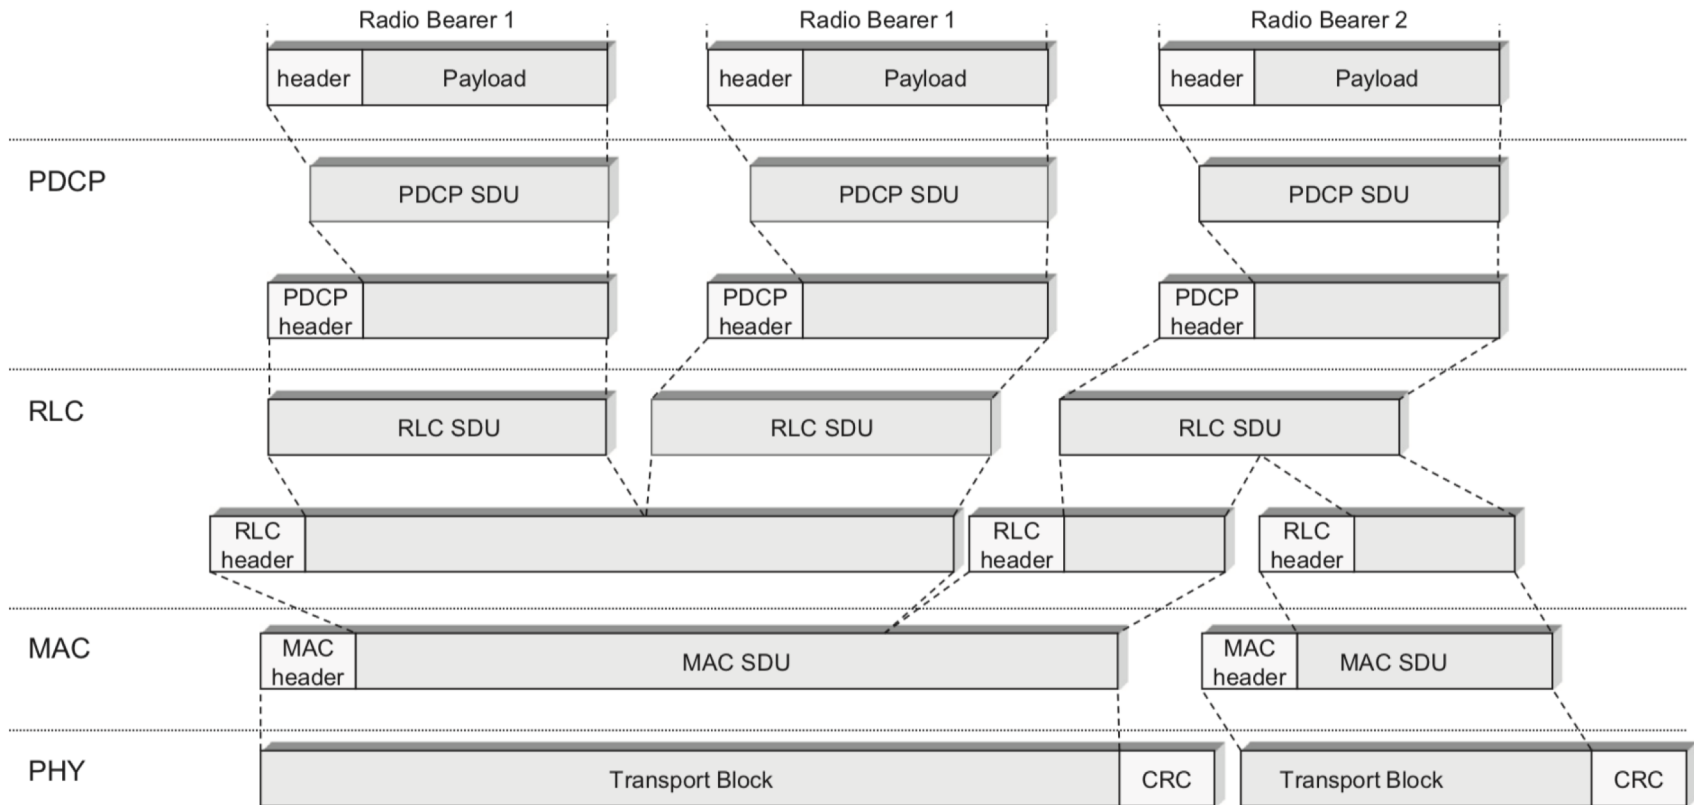 Radio Bearer 1
Radio Bearer 1
Radio Bearer 2
header
Payload
header
Payload
header
Payload
PDCP
PDCP SDU
PDCP SDU
PDCP SDU
PDCP
header
PDCP
header
PDCP
header
RLC
RLC SDU
RLC SDU
RLC SDU
RLC
header
RLC
header
RLC
header
MAC
MAC
header
MAC SDU
MAC
header
MAC SDU
PHY
Transport Block
CRC
Transport Block
CRC